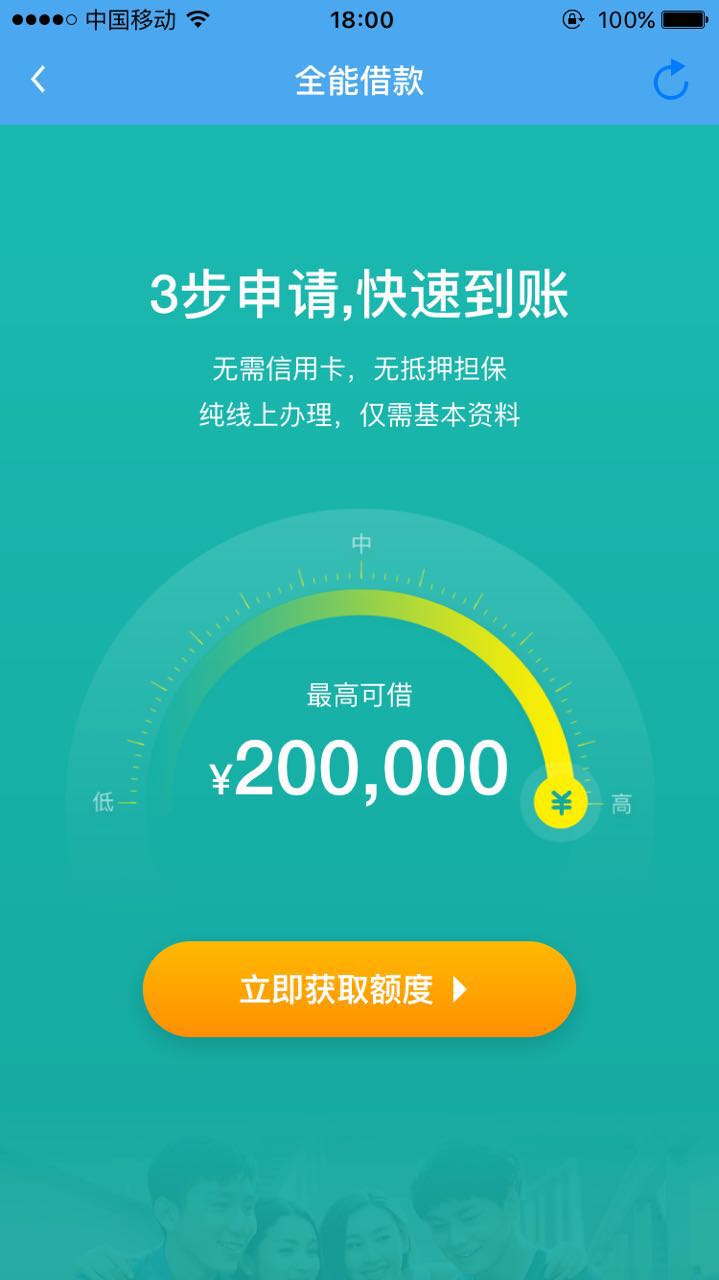 中国移动 18:00 100%
全能借款
3步申请,快速到账
无需信用卡，无抵押担保
纯线上办理，仅需基本资料
中
最高可借
¥200,000
低 ¥ 高
立即获取额度